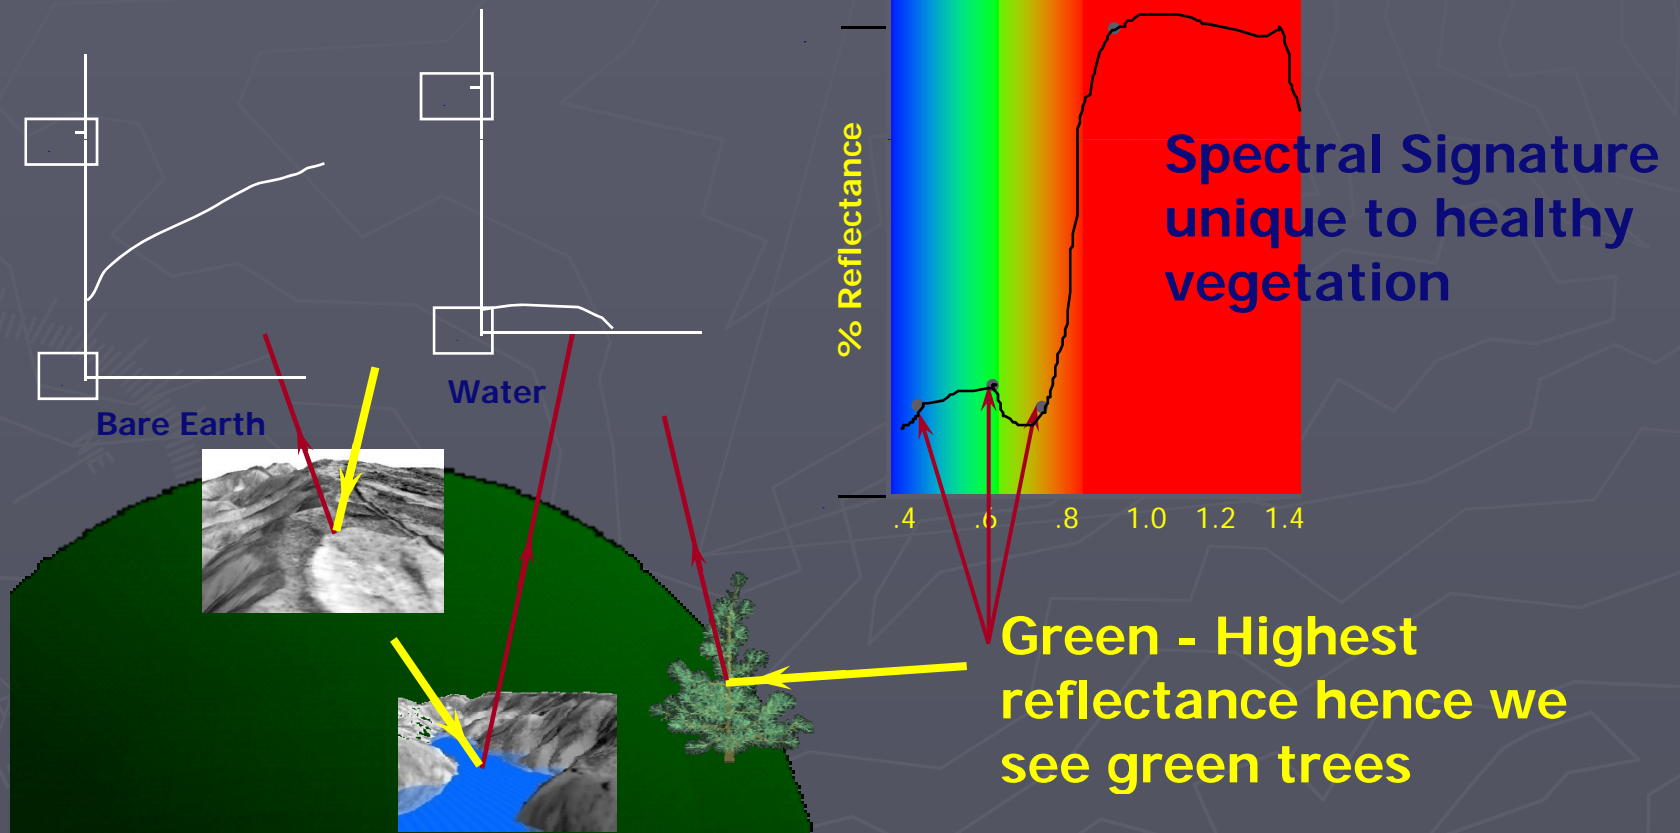 % Reflectance
Spectral Signature
unique to healthy
vegetation
Water
Bare Earth
.4 .6 .8 1.0 1.2 1.4
Green - Highest
reflectance hence we
see green trees